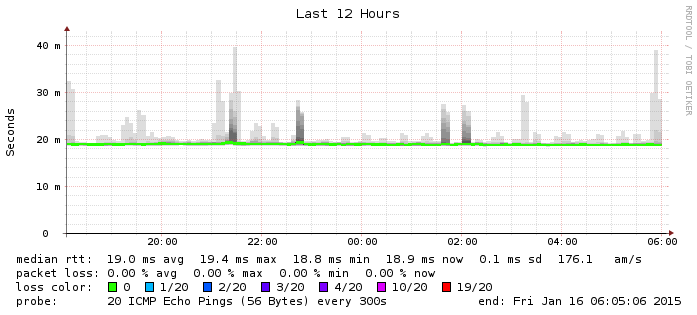 Last 12 Hours
RRDTOOL / TOBI OETIKER
Seconds
40 m
30 m
20 m
10 m
0
20:00 22:00 00:00 02:00 04:00 06:00
median rtt: 19.0 ms avg 19.4 ms max 18.8 ms min 18.9 ms now 0.1 ms sd 176.1 am/s
packet loss: 0.00 % avg 0.00 % max 0.00 % min 0.00 % now
loss color: 0 1/20 2/20 3/20 4/20 10/20 19/20
probe: 20 ICMP Echo Pings (56 Bytes) every 300s end: Fri Jan 16 06:05:06 2015